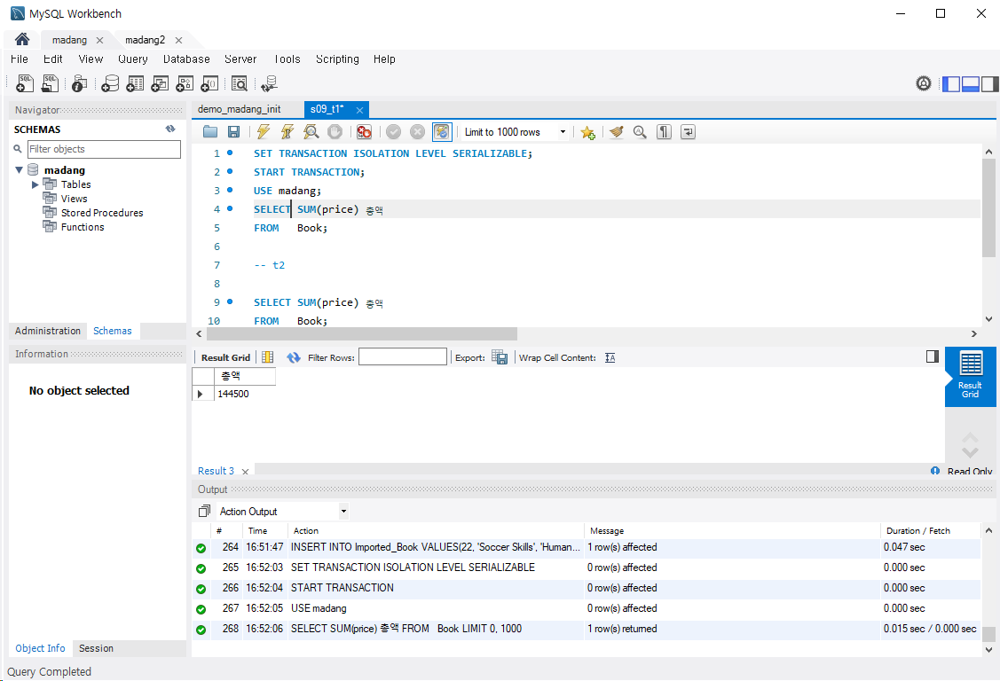 MySQL Workbench
madang
madang2
File Edit View Query Database Server Tools Scripting Help
Navigator
SCHEMAS
Filter objects
madang
Tables
Views
Stored Procedures
Functions
Administration Schemas
Information
No object selected
Object Info Session
demo_madang_init s09_t1*
Limit to 1000 rows
1 SET TRANSACTION ISOLATION LEVEL SERIALIZABLE;
2 START TRANSACTION;
3 USE madang;
4 SELECT SUM(price) 총액
5 FROM Book;
6
7 -- t2
8
9 SELECT SUM(price) 총액
10 FROM Book;
Result Grid Filter Rows: Export: Wrap Cell Content:
총액
144500
Result Grid
Result 3
Read Only
Output
Action Output
# Time Action Message Duration / Fetch
264 16:51:47 INSERT INTO Imported_Book VALUES(22, 'Soccer Skills', 'Human... 1 row(s) affected 0.047 sec
265 16:52:03 SET TRANSACTION ISOLATION LEVEL SERIALIZABLE 0 row(s) affected 0.000 sec
266 16:52:04 START TRANSACTION 0 row(s) affected 0.000 sec
267 16:52:05 USE madang 0 row(s) affected 0.000 sec
268 16:52:06 SELECT SUM(price) 총액 FROM Book LIMIT 0, 1000 1 row(s) returned 0.015 sec / 0.000 sec
Query Completed